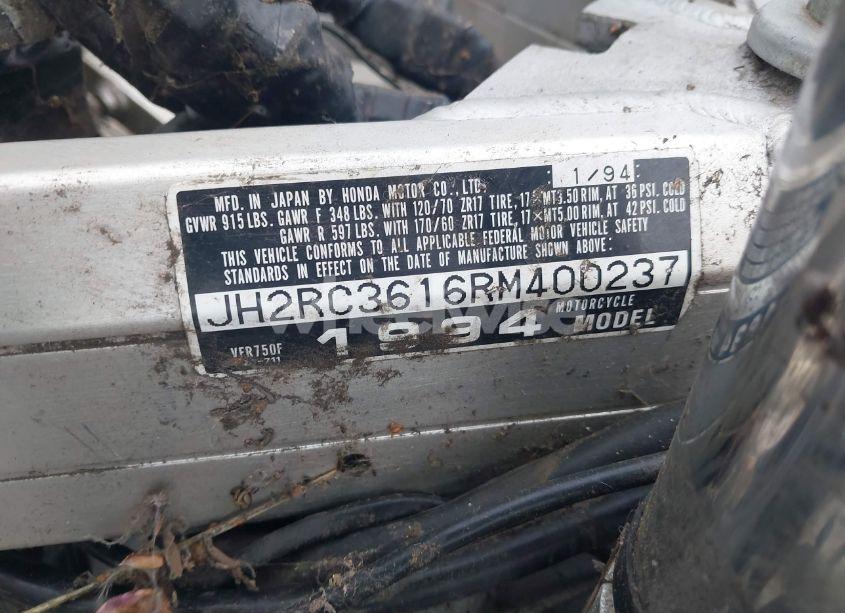 1/94
MFD. IN JAPAN BY HONDA MOTOR CO., LTD.
GVWR 915 LBS. GAWR F 348 LBS. WITH 120/70 ZR17 TIRE, 17 × MT3.50 RIM, AT 36 PSI. COLD
GAWR R 597 LBS. WITH 170/60 ZR17 TIRE, 17 × MT5.00 RIM, AT 42 PSI. COLD
THIS VEHICLE CONFORMS TO ALL APPLICABLE FEDERAL MOTOR VEHICLE SAFETY
STANDARDS IN EFFECT ON THE DATE OF MANUFACTURE SHOWN ABOVE:
JH2RC3616RM400237
MOTORCYCLE
VFR750F 1994 MODEL